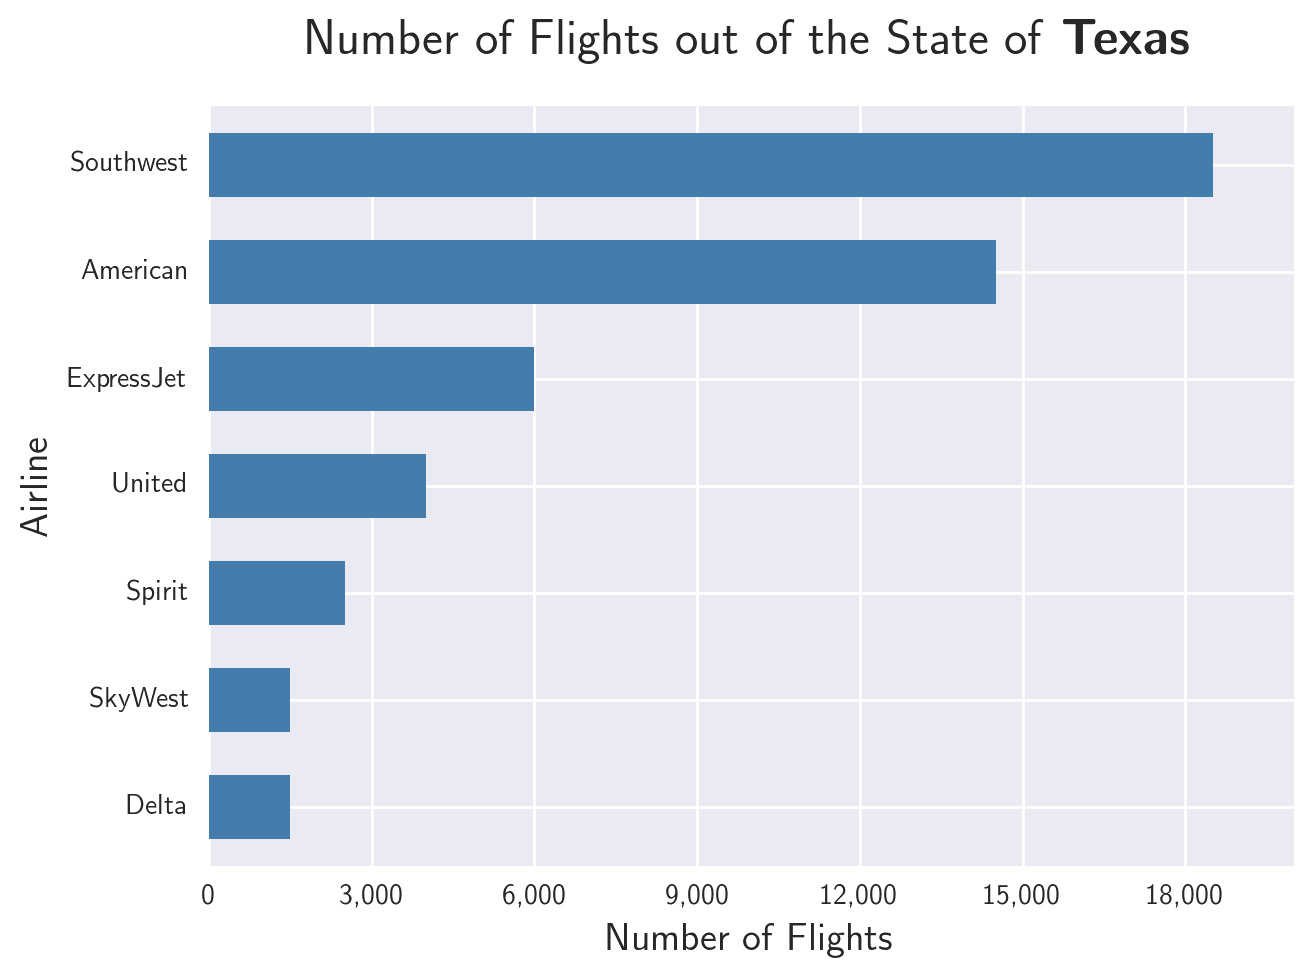 Number of Flights out of the State of Texas
Southwest
American
ExpressJet
United
Spirit
SkyWest
Delta
Airline
0 3,000 6,000 9,000 12,000 15,000 18,000
Number of Flights